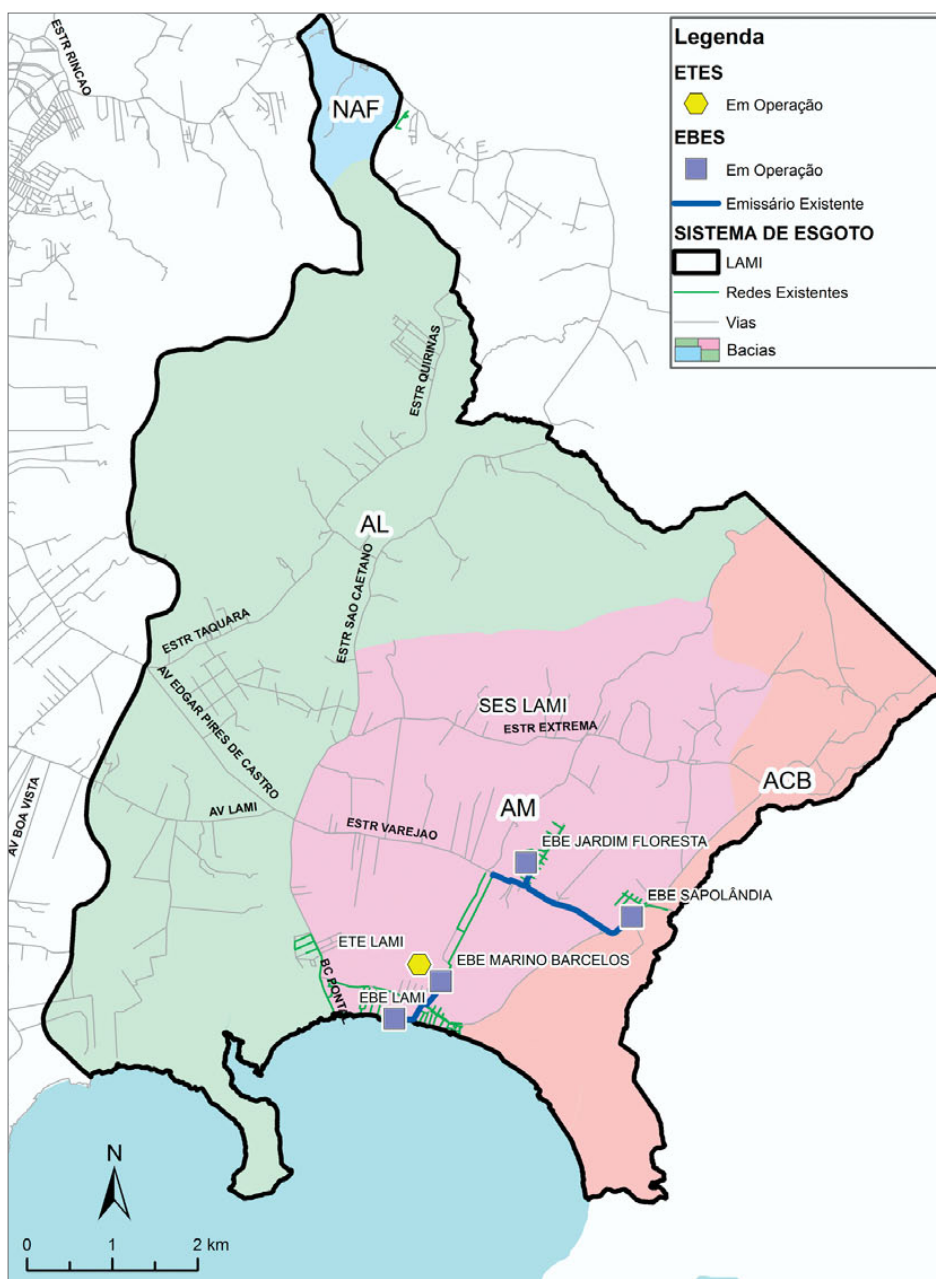 ESTR RINCAO
NAF
Legenda
ETES
Em Operação
EBES
Em Operação
Emissário Existente
SISTEMA DE ESGOTO
LAMI
Redes Existentes
Vias
Bacias
ESTR QUIRINAS
AL
ESTR SAO CAETANO
ESTR TAQUARA
AV EDGAR PIRES DE CASTRO
SES LAMI
ESTR EXTREMA
ACB
AV BOA VISTA
AV LAMI
ESTR VAREJAO
AM
EBE JARDIM FLORESTA
EBE SAPOLÂNDIA
ETE LAMI
EBE MARINO BARCELOS
BC PONTO
EBE LAMI
N
0 1 2 km